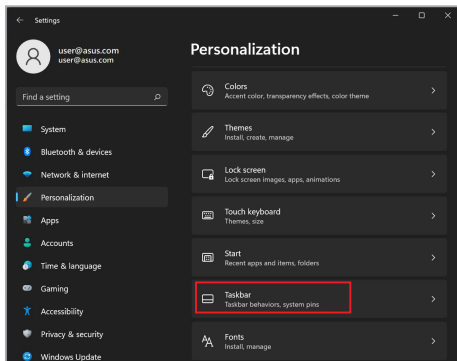 Settings
user@asus.com
user@asus.com
Find a setting
System
Bluetooth & devices
Network & internet
Personalization
Apps
Accounts
Time & language
Gaming
Accessibility
Privacy & security
Windows Update
Personalization
Colors
Accent color, transparency effects, color theme
Themes
Install, create, manage
Lock screen
Lock screen images, apps, animations
Touch keyboard
Themes, size
Start
Recent apps and items, folders
Taskbar
Taskbar behaviors, system pins
Fonts
Install, manage